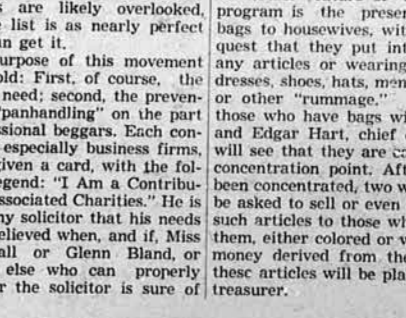 s are likely overlooked,
list is as nearly perfect
n get it.
urpose of this movement
old: First, of course, the
need; second, the preven-
"panhandling" on the part
ssional beggars. Each con-
especially business firms,
given a card, with the fol-
egend: "I Am a Contribu-
ssociated Charities." He is
ny solicitor that his needs
elieved when, and if, Miss
all or Glenn Bland, or
else who can properly
r the solicitor is sure of
program is the presen
bags to housewives, wit
quest that they put int
any articles or wearing
dresses, shoes, hats, men
or other "rummage."
those who have bags wi
and Edgar Hart, chief
will see that they are
concentration point. Aft
been concentrated, two w
be asked to sell or even
such articles to those wh
them, either colored or w
money derived from the
these articles will be pla
treasurer.